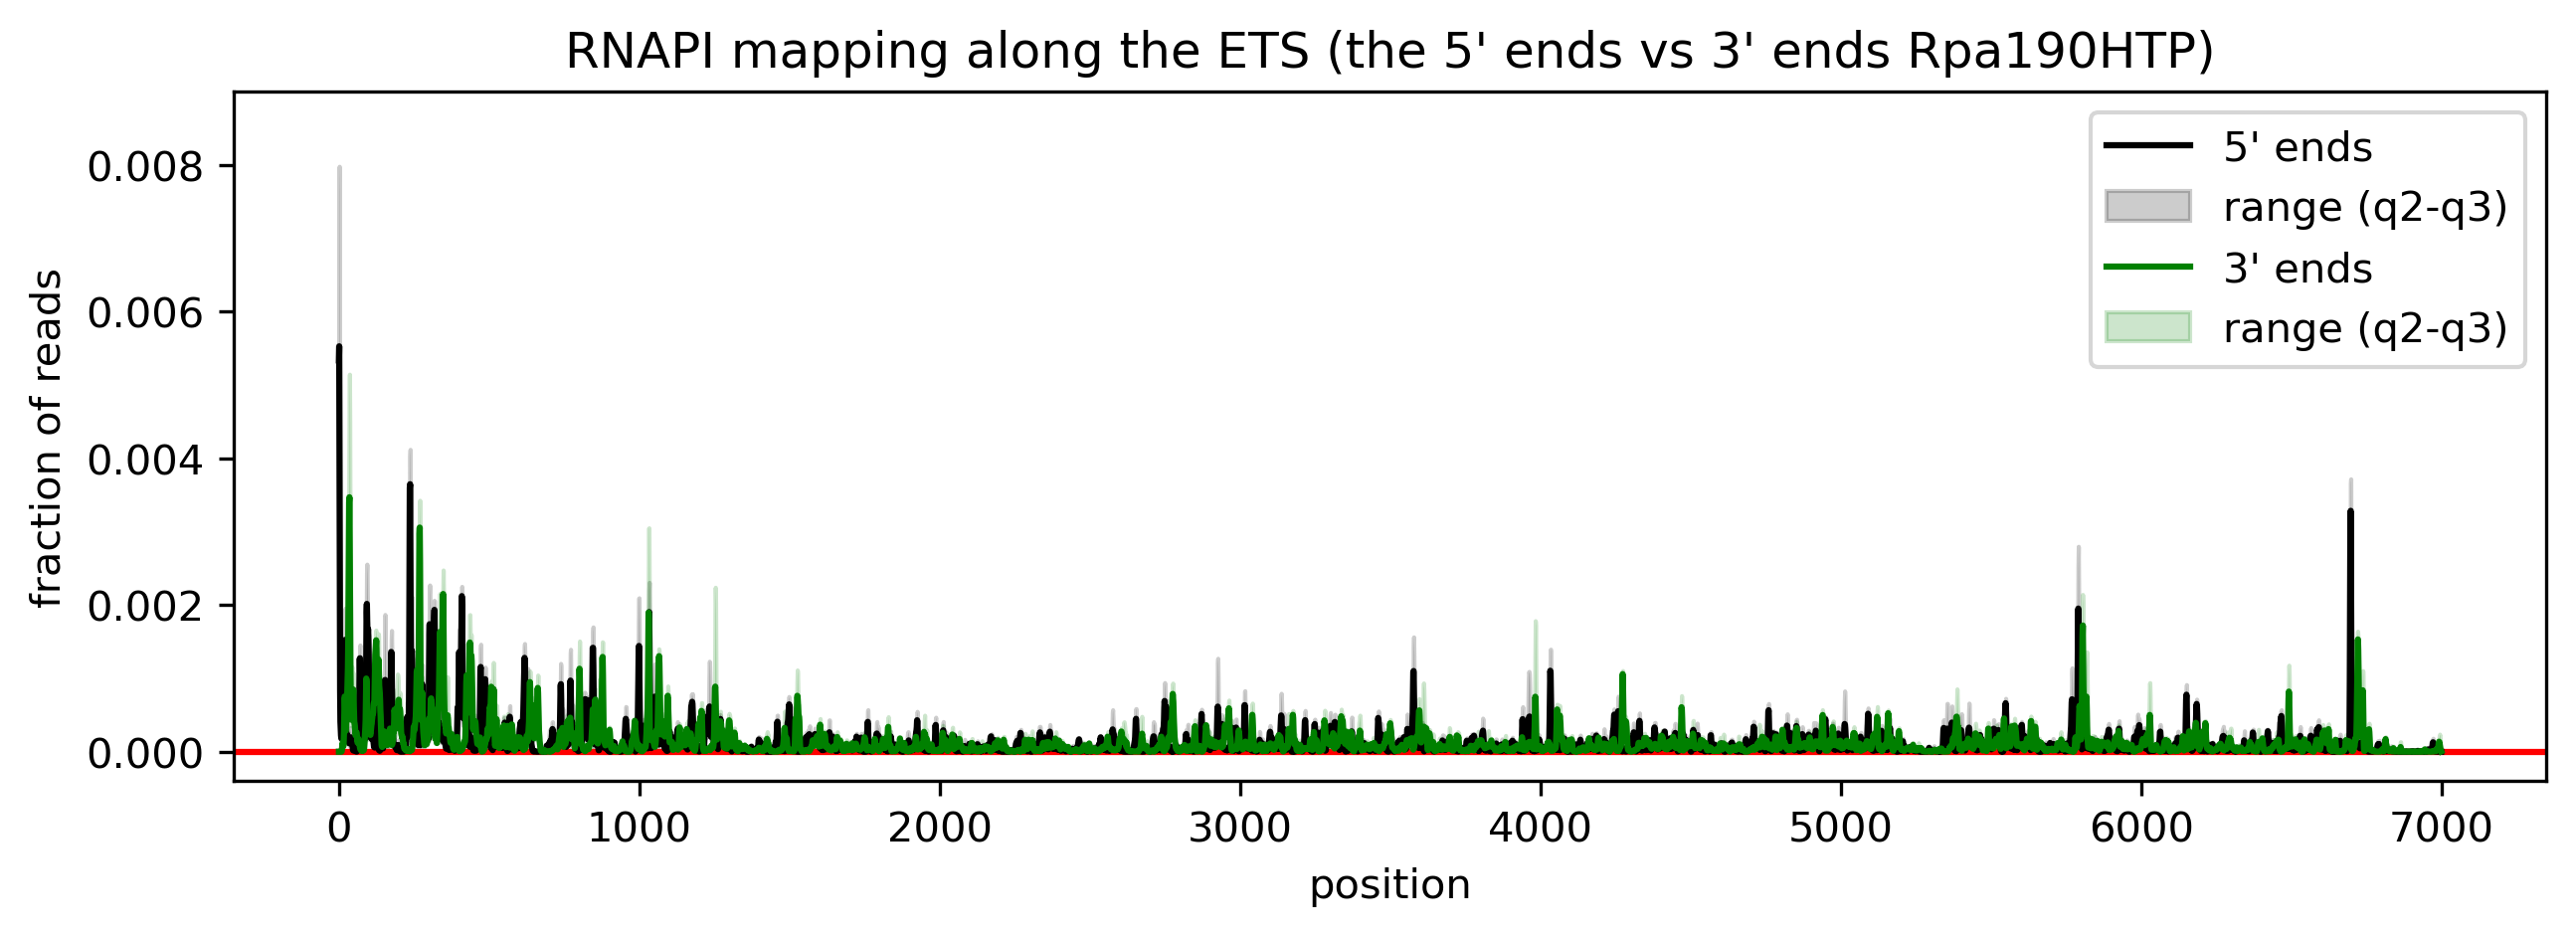 RNAPI mapping along the ETS (the 5' ends vs 3' ends Rpa190HTP)
5' ends
range (q2-q3)
3' ends
range (q2-q3)
fraction of reads
0.008
0.006
0.004
0.002
0.000
0 1000 2000 3000 4000 5000 6000 7000
position